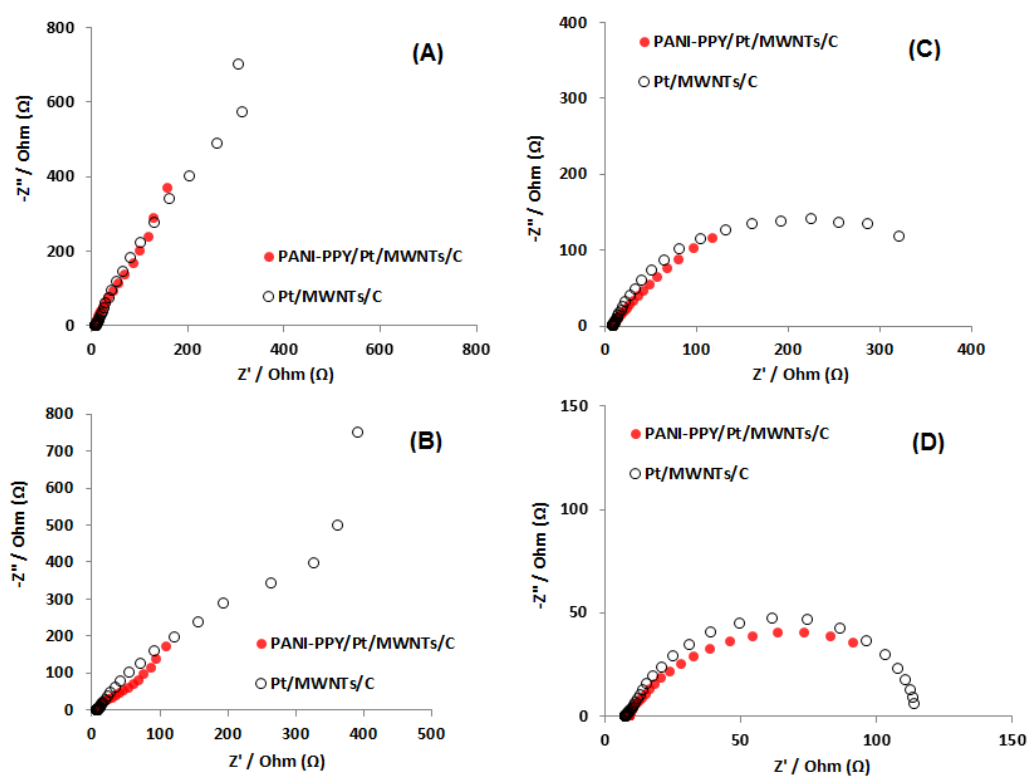 (A)
800
600
400
200
0
-Z'' / Ohm (Ω)
PANI-PPY/Pt/MWNTs/C
Pt/MWNTs/C
0 200 400 600 800
Z' / Ohm (Ω)
(B)
800
700
600
500
400
300
200
100
0
-Z'' / Ohm (Ω)
PANI-PPY/Pt/MWNTs/C
Pt/MWNTs/C
0 100 200 300 400 500
Z' / Ohm (Ω)
(C)
400
300
200
100
0
-Z'' / Ohm (Ω)
PANI-PPY/Pt/MWNTs/C
Pt/MWNTs/C
0 100 200 300 400
Z' / Ohm (Ω)
(D)
150
100
50
0
-Z'' / Ohm (Ω)
PANI-PPY/Pt/MWNTs/C
Pt/MWNTs/C
0 50 100 150
Z' / Ohm (Ω)